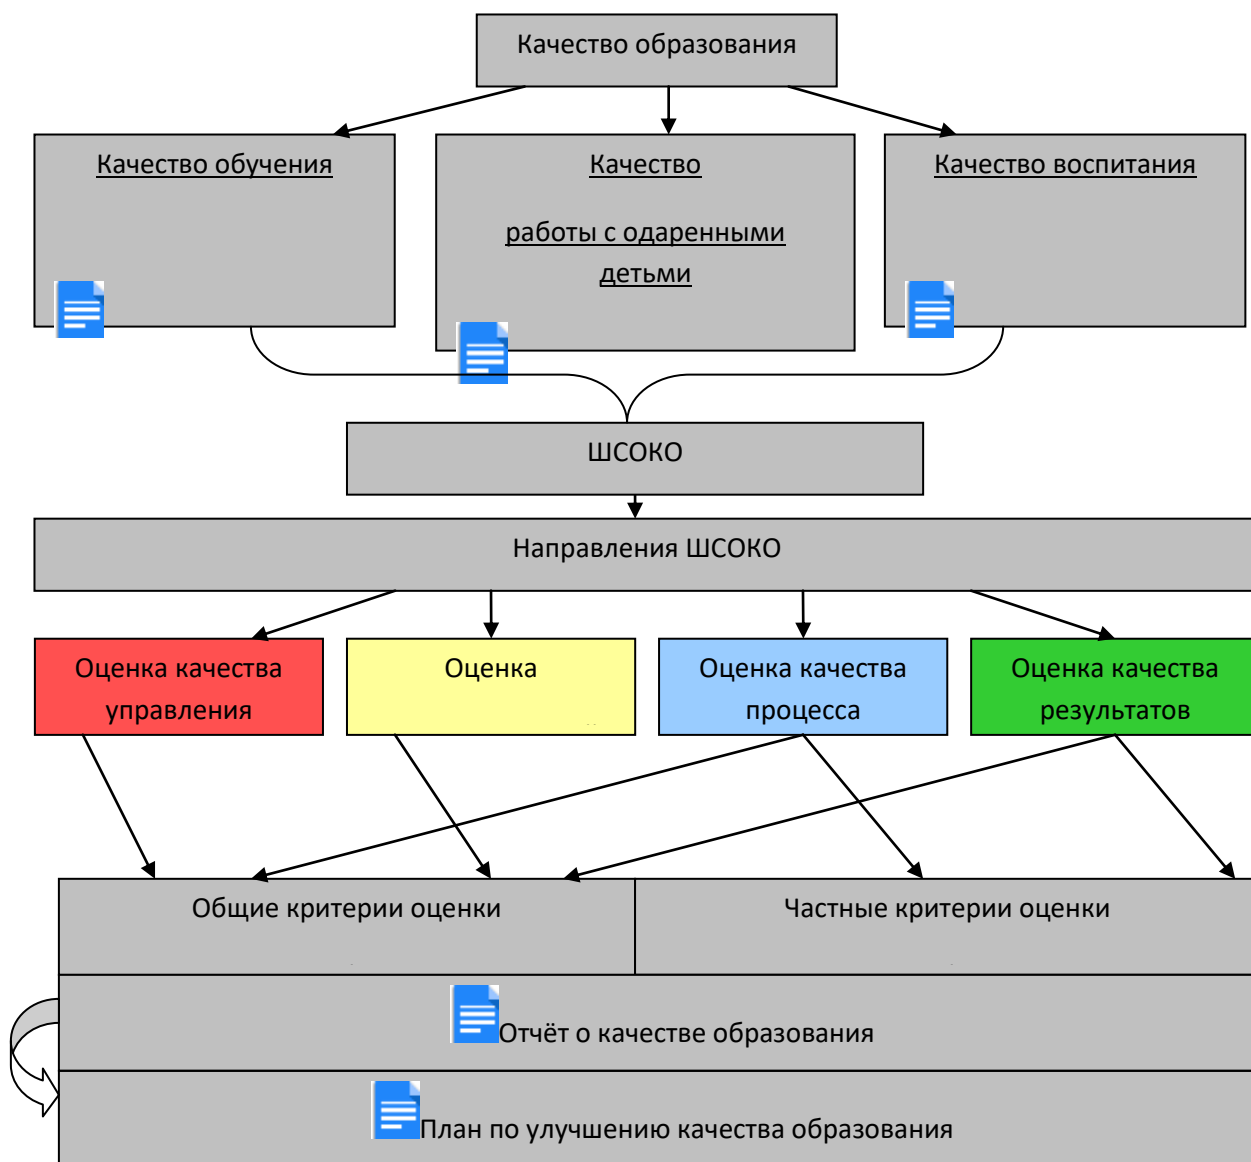 Качество образования
Качество обучения
Качество
работы с одаренными
детьми
Качество воспитания
ШСОКО
Направления ШСОКО
Оценка качества
управления
Оценка
Оценка качества
процесса
Оценка качества
результатов
Общие критерии оценки
Частные критерии оценки
Отчёт о качестве образования
План по улучшению качества образования